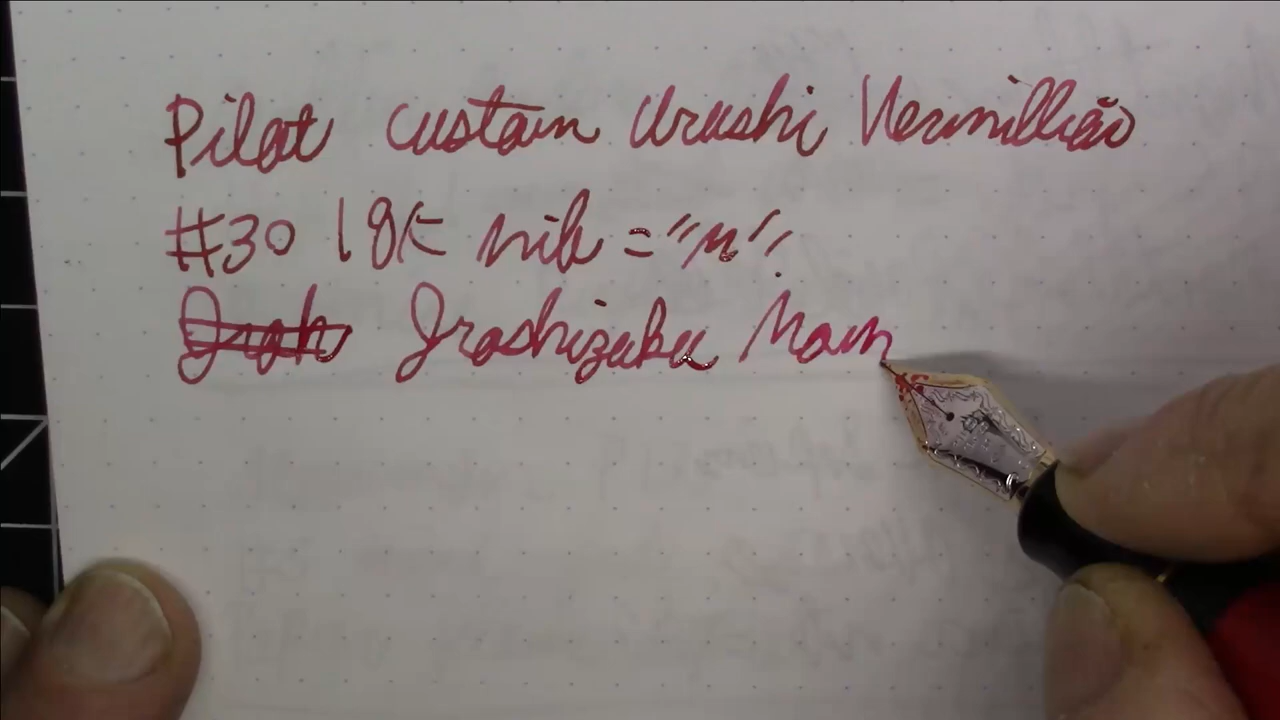 Pilot Custom Urushi Vermillion
#30 18K nib = "M".
Iroshizuku Mom